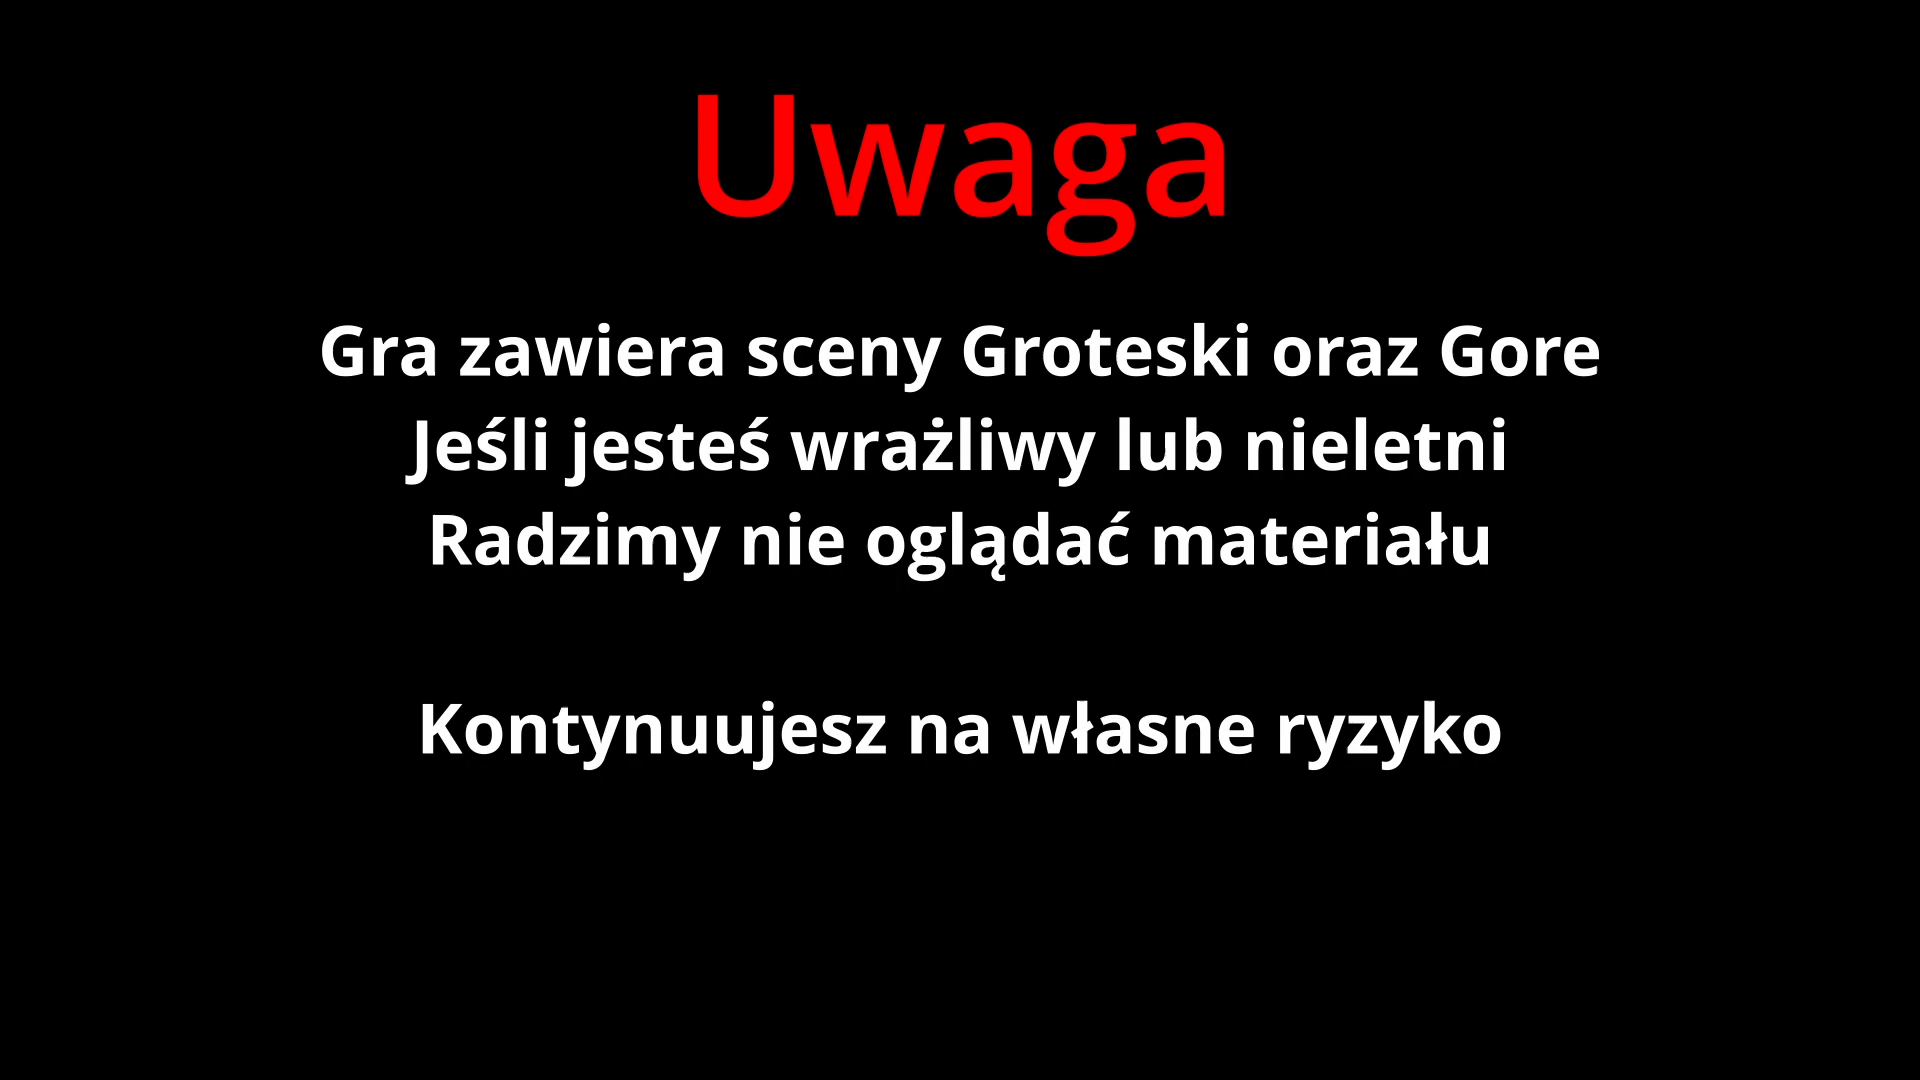 Uwaga
Gra zawiera sceny Groteski oraz Gore
Jeśli jesteś wrażliwy lub nieletni
Radzimy nie oglądać materiału
Kontynuujesz na własne ryzyko